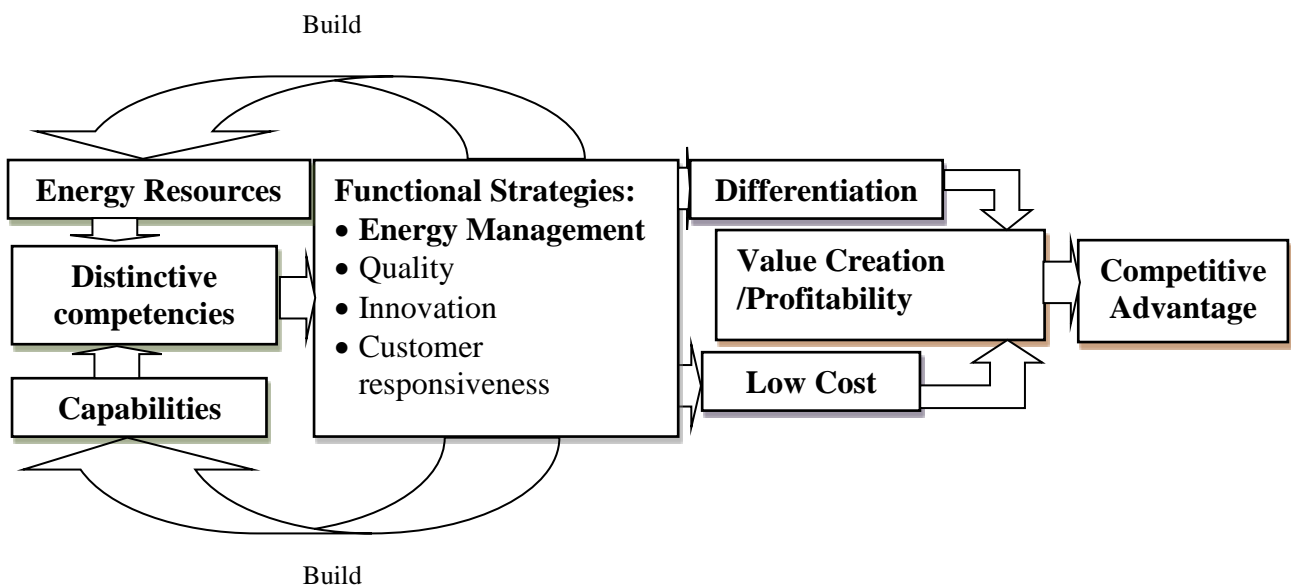 Build
Energy Resources
Distinctive
competencies
Capabilities
Functional Strategies:
• Energy Management
• Quality
• Innovation
• Customer
responsiveness
Differentiation
Value Creation
/Profitability
Low Cost
Competitive
Advantage
Build